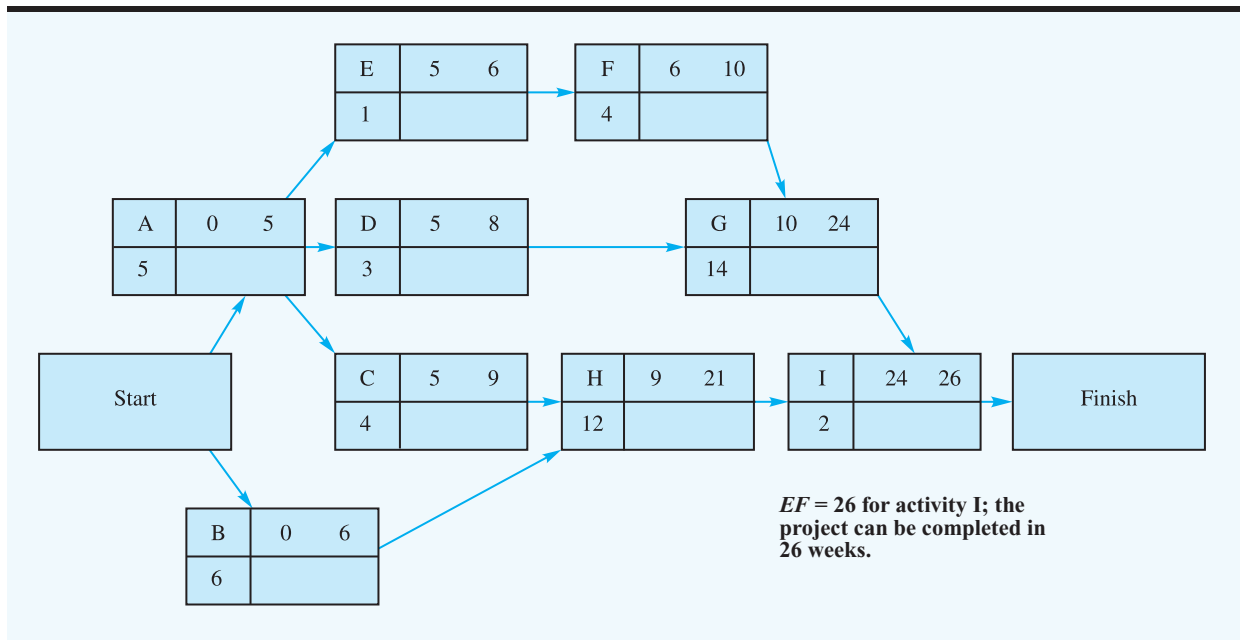 E 5 6
1
F 6 10
4
A 0 5
5
D 5 8
3
G 10 24
14
Start
C 5 9
4
H 9 21
12
I 24 26
2
Finish
B 0 6
6
EF = 26 for activity I; the
project can be completed in
26 weeks.